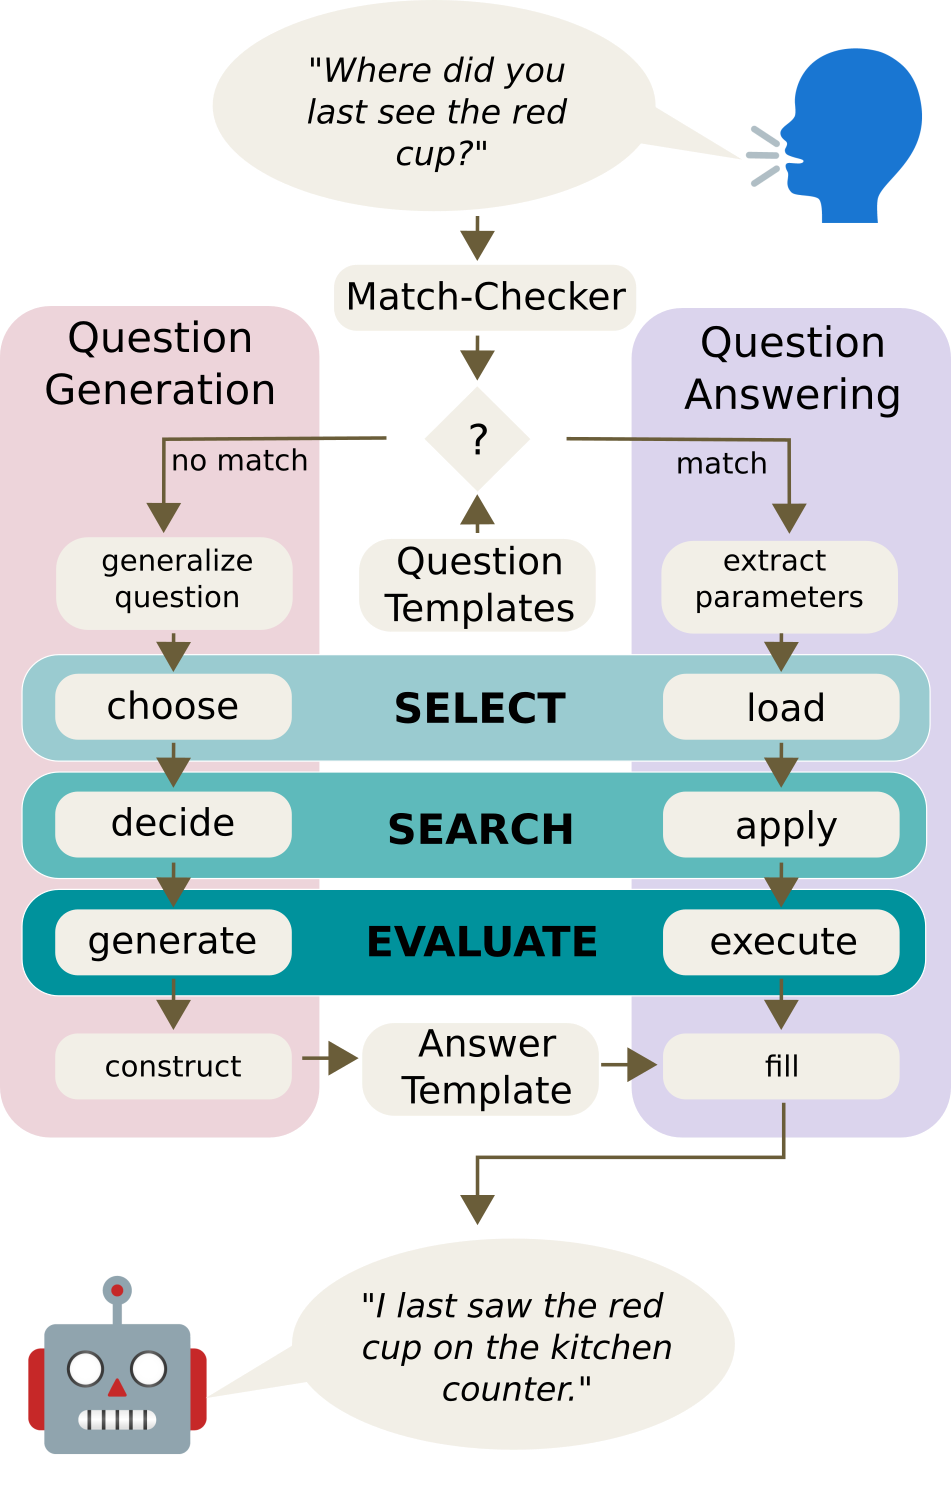 "Where did you
last see the red
cup?"
Match-Checker
Question
Generation
Question
Answering
?
no match
match
generalize
question
Question
Templates
extract
parameters
choose
SELECT
load
decide
SEARCH
apply
generate
EVALUATE
execute
construct
Answer
Template
fill
"I last saw the red
cup on the kitchen
counter."